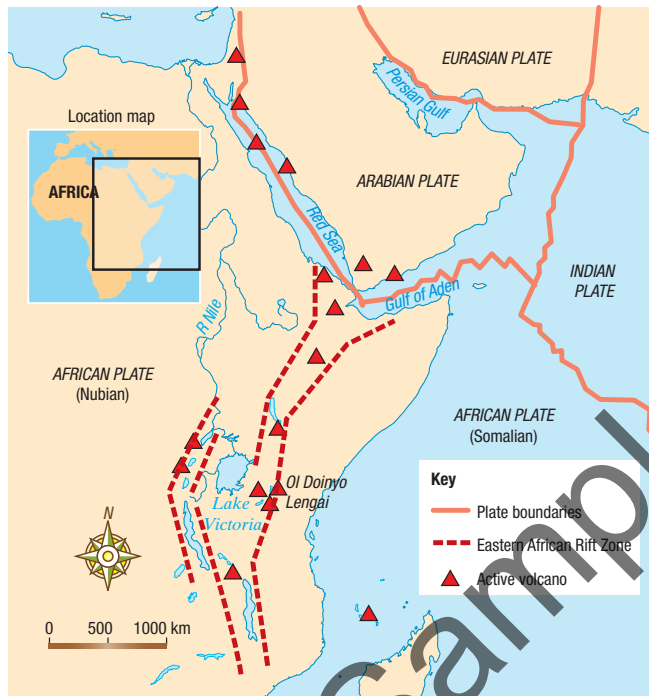 EURASIAN PLATE
Persian Gulf
Location map
AFRICA
ARABIAN PLATE
Red Sea
Gulf of Aden
INDIAN
PLATE
R Nile
AFRICAN PLATE
(Nubian)
AFRICAN PLATE
(Somalian)
Ol Doinyo
Lengai
Lake
Victoria
Key
Plate boundaries
Eastern African Rift Zone
Active volcano
N
0 500 1000 km
Sample